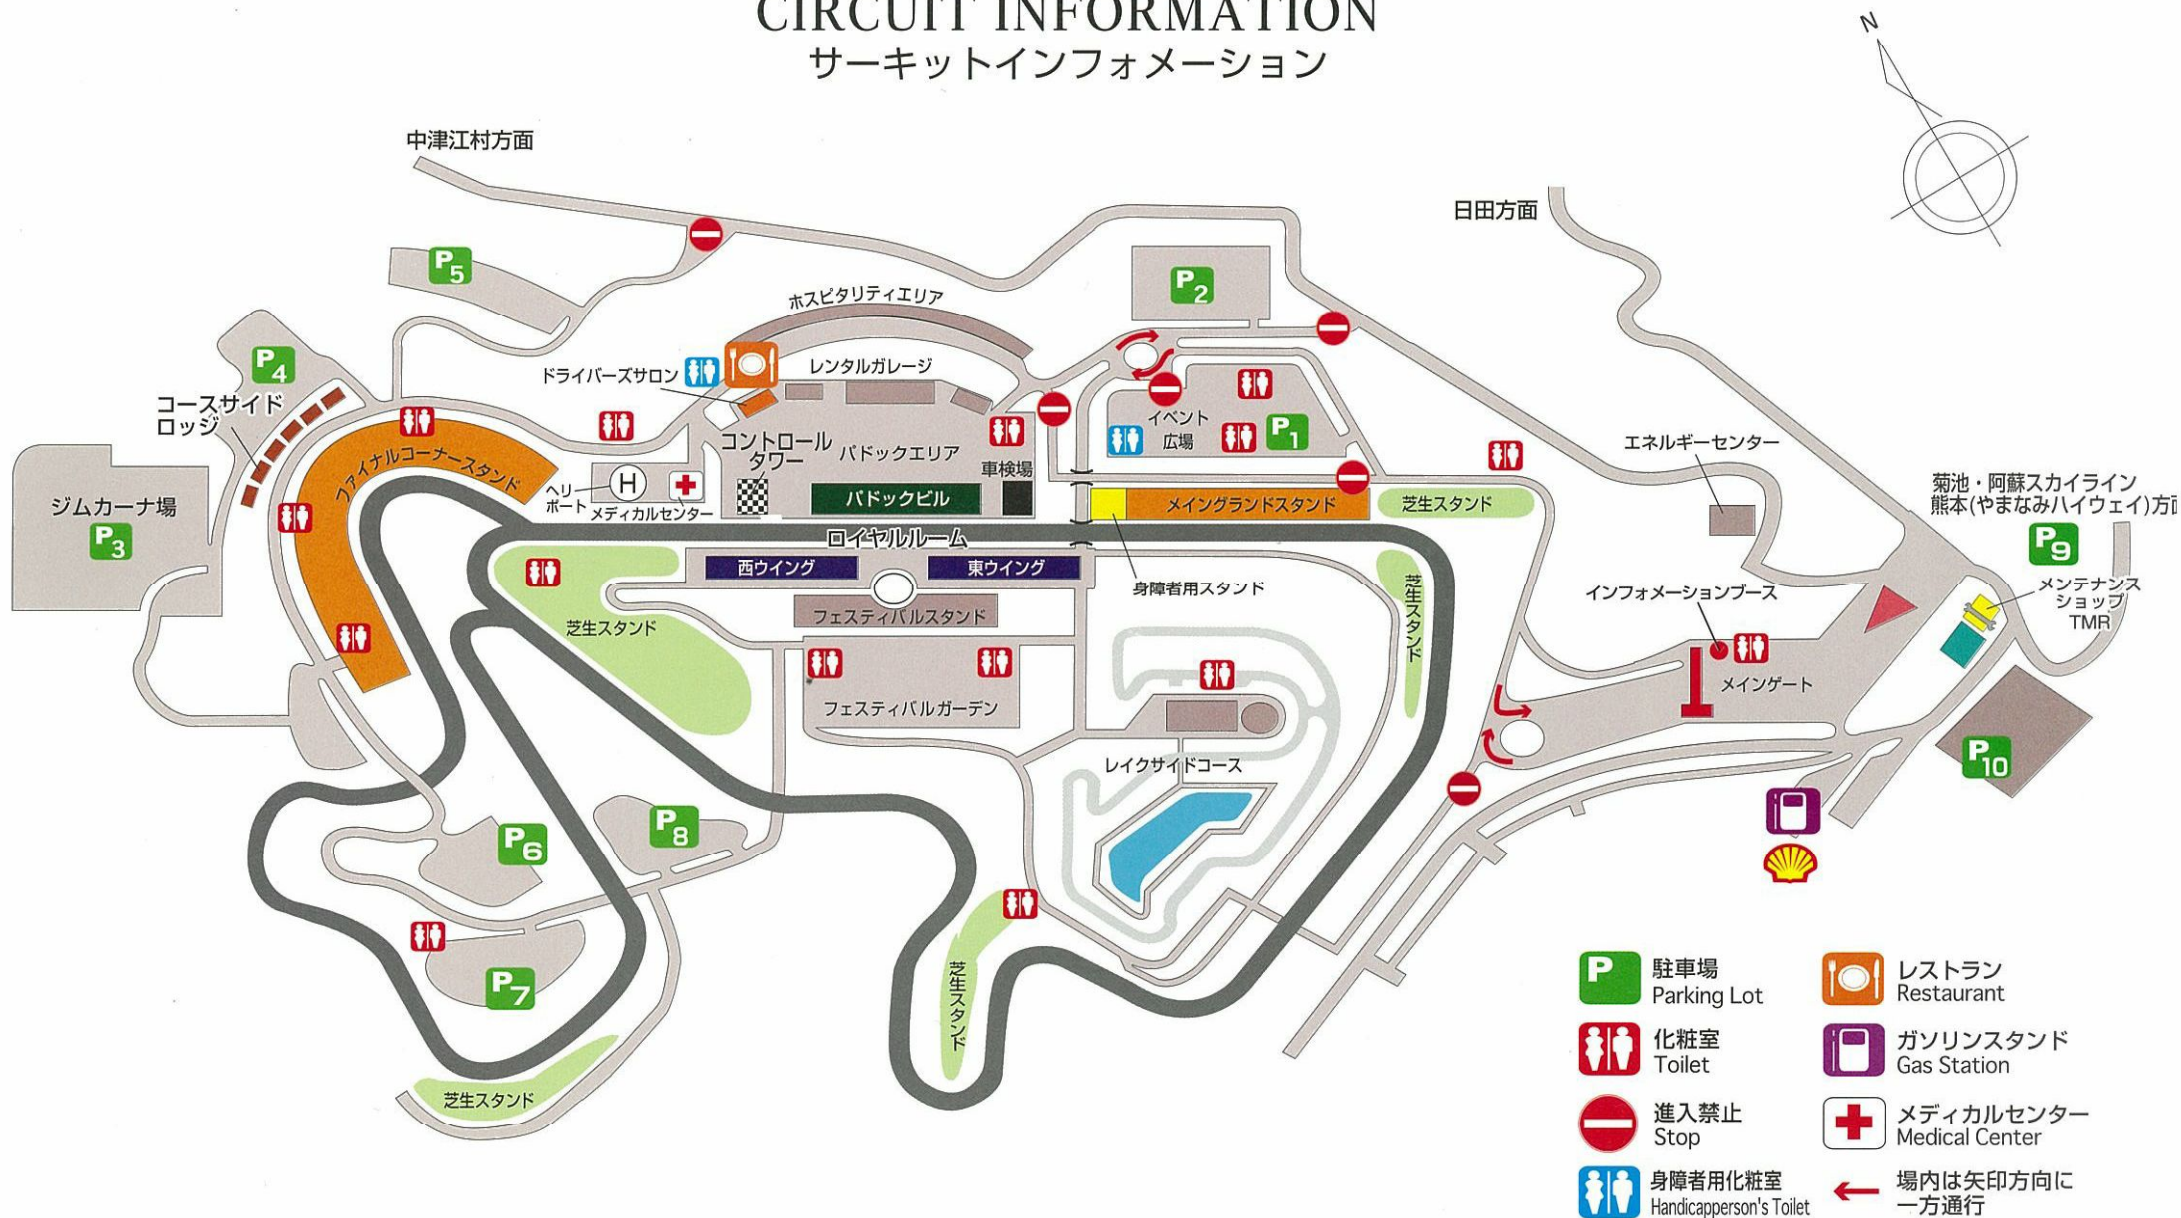 CIRCUIT INFORMATION
サーキットインフォメーション
N
中津江村方面
日田方面
P5
P2
ホスピタリティエリア
P4
ドライバーズサロン
レンタルガレージ
コースサイド
ロッジ
イベント
広場
P1
コントロール
タワー
パドックエリア
車検場
エネルギーセンター
ファイナルコーナースタンド
ジムカーナ場
P3
ヘリ
ポート
H
メディカルセンター
パドックビル
メイングランドスタンド
芝生スタンド
菊池・阿蘇スカイライン
熊本(やまなみハイウェイ)方面
P9
ロイヤルルーム
西ウイング
東ウイング
身障者用スタンド
芝生スタンド
インフォメーションブース
メンテナンス
ショップ
TMR
フェスティバルスタンド
芝生スタンド
メインゲート
フェスティバルガーデン
レイクサイドコース
P10
P6
P8
P7
芝生スタンド
芝生スタンド
P
駐車場
Parking Lot
レストラン
Restaurant
化粧室
Toilet
ガソリンスタンド
Gas Station
進入禁止
Stop
メディカルセンター
Medical Center
身障者用化粧室
Handicapperson's Toilet
場内は矢印方向に
一方通行